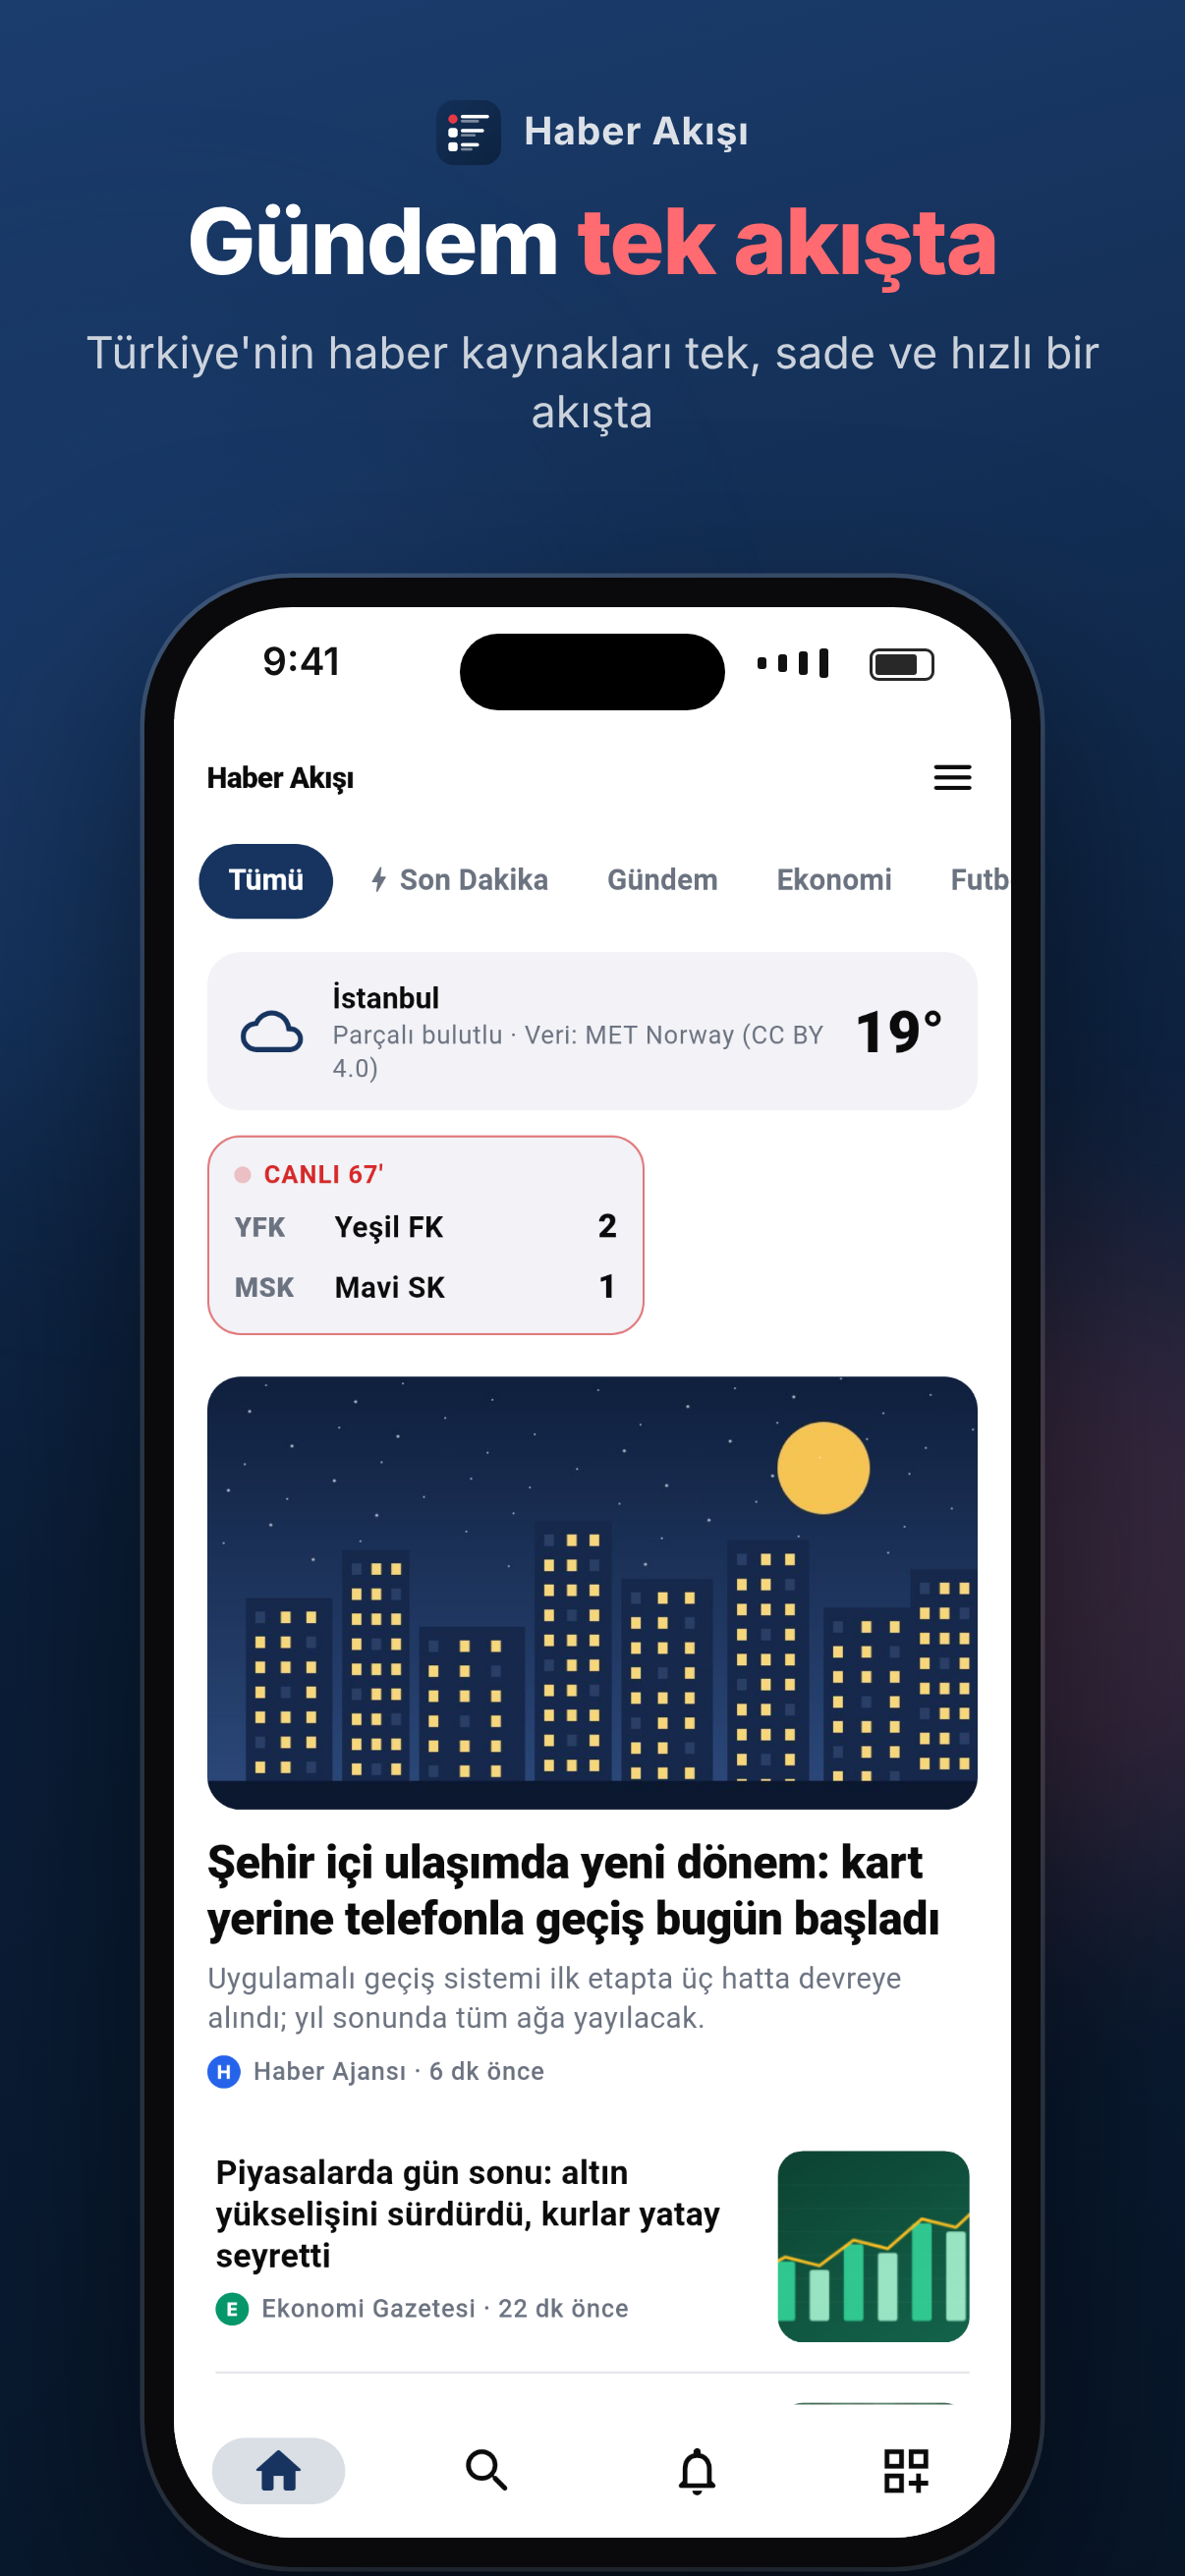 Haber Akışı
Gündem tek akışta
Türkiye'nin haber kaynakları tek, sade ve hızlı bir
akışta
9:41
Haber Akışı
Tümü Son Dakika Gündem Ekonomi Futb
İstanbul
Parçalı bulutlu · Veri: MET Norway (CC BY
4.0)
19°
CANLI 67'
YFK Yeşil FK 2
MSK Mavi SK 1
Şehir içi ulaşımda yeni dönem: kart
yerine telefonla geçiş bugün başladı
Uygulamalı geçiş sistemi ilk etapta üç hatta devreye
alındı; yıl sonunda tüm ağa yayılacak.
H Haber Ajansı · 6 dk önce
Piyasalarda gün sonu: altın
yükselişini sürdürdü, kurlar yatay
seyretti
E Ekonomi Gazetesi · 22 dk önce